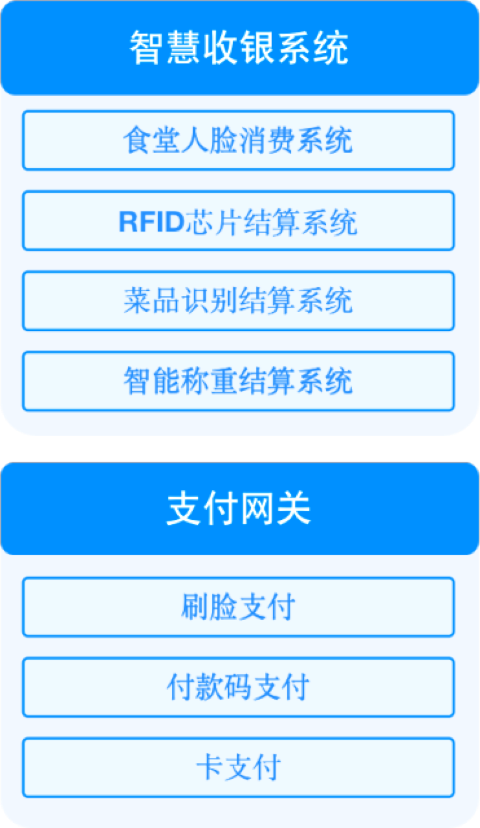 智慧收银系统
食堂人脸消费系统
RFID芯片结算系统
菜品识别结算系统
智能称重结算系统
支付网关
刷脸支付
付款码支付
卡支付